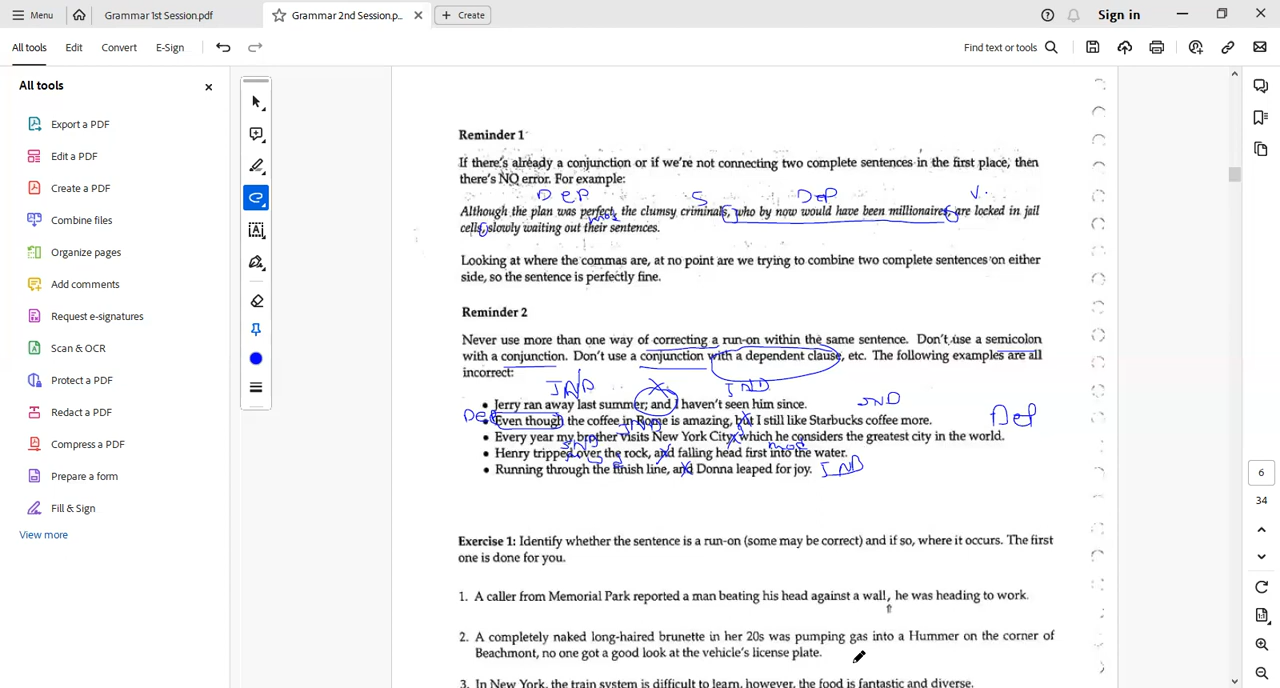 Menu
Grammar 1st Session.pdf
Grammar 2nd Session.p...
Create
Sign in
All tools
Edit
Convert
E-Sign
Find text or tools
All tools
Export a PDF
Edit a PDF
Create a PDF
Combine files
Organize pages
Add comments
Request e-signatures
Scan & OCR
Protect a PDF
Redact a PDF
Compress a PDF
Prepare a form
Fill & Sign
View more
Reminder 1
If there's already a conjunction or if we're not connecting two complete sentences in the first place, then
there's NO error. For example:
DEP S DeP V.
Although the plan was perfect, the clumsy criminals, who by now would have been millionaires, are locked in jail
mod
cells, slowly waiting out their sentences.
Looking at where the commas are, at no point are we trying to combine two complete sentences on either
side, so the sentence is perfectly fine.
Reminder 2
Never use more than one way of correcting a run-on within the same sentence. Don't use a semicolon
with a conjunction. Don't use a conjunction with a dependent clause, etc. The following examples are all
incorrect:
IND X IND
• Jerry ran away last summer; and I haven't seen him since.
IND
DEP
• Even though the coffee in Rome is amazing, but I still like Starbucks coffee more.
Dep
IND
• Every year my brother visits New York City; which he considers the greatest city in the world.
IND mod
• Henry tripped over the rock, and falling head first into the water.
• Running through the finish line, and Donna leaped for joy.
IND
Exercise 1: Identify whether the sentence is a run-on (some may be correct) and if so, where it occurs. The first
one is done for you.
1. A caller from Memorial Park reported a man beating his head against a wall, he was heading to work.
2. A completely naked long-haired brunette in her 20s was pumping gas into a Hummer on the corner of
Beachmont, no one got a good look at the vehicle's license plate.
3. In New York, the train system is difficult to learn, however, the food is fantastic and diverse.
6
34